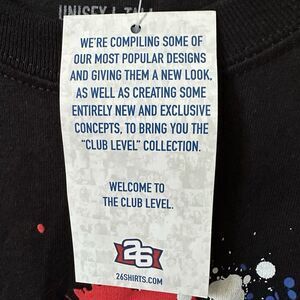 UNISEX L TALL
WE'RE COMPILING SOME OF
OUR MOST POPULAR DESIGNS
AND GIVING THEM A NEW LOOK,
AS WELL AS CREATING SOME
ENTIRELY NEW AND EXCLUSIVE
CONCEPTS, TO BRING YOU THE
"CLUB LEVEL" COLLECTION.
WELCOME TO
THE CLUB LEVEL.
26
26SHIRTS.COM